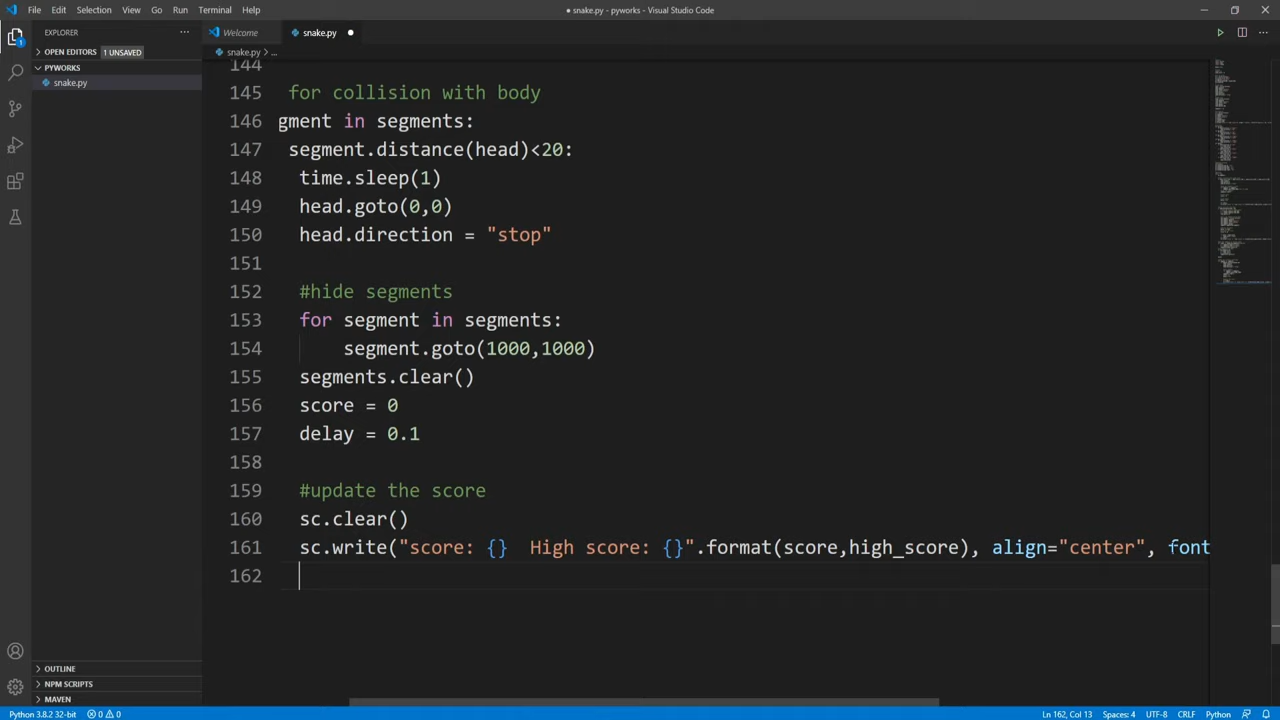 File Edit Selection View Go Run Terminal Help
● snake.py - pyworks - Visual Studio Code
EXPLORER ...
OPEN EDITORS 1 UNSAVED
PYWORKS
snake.py
OUTLINE
NPM SCRIPTS
MAVEN
Welcome
snake.py ●
snake.py > ...
144
145 for collision with body
146 gment in segments:
147 segment.distance(head)<20:
148 time.sleep(1)
149 head.goto(0,0)
150 head.direction = "stop"
151
152 #hide segments
153 for segment in segments:
154 segment.goto(1000,1000)
155 segments.clear()
156 score = 0
157 delay = 0.1
158
159 #update the score
160 sc.clear()
161 sc.write("score: {}  High score: {}".format(score,high_score), align="center", font
162
Python 3.8.2 32-bit 0 0 Ln 162, Col 13 Spaces: 4 UTF-8 CRLF Python